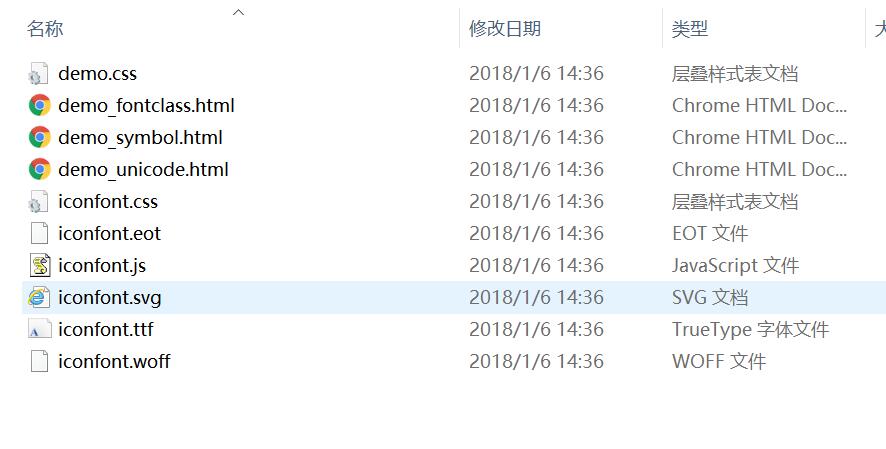 名称 修改日期 类型
demo.css 2018/1/6 14:36 层叠样式表文档
demo_fontclass.html 2018/1/6 14:36 Chrome HTML Doc...
demo_symbol.html 2018/1/6 14:36 Chrome HTML Doc...
demo_unicode.html 2018/1/6 14:36 Chrome HTML Doc...
iconfont.css 2018/1/6 14:36 层叠样式表文档
iconfont.eot 2018/1/6 14:36 EOT 文件
iconfont.js 2018/1/6 14:36 JavaScript 文件
iconfont.svg 2018/1/6 14:36 SVG 文档
iconfont.ttf 2018/1/6 14:36 TrueType 字体文件
iconfont.woff 2018/1/6 14:36 WOFF 文件